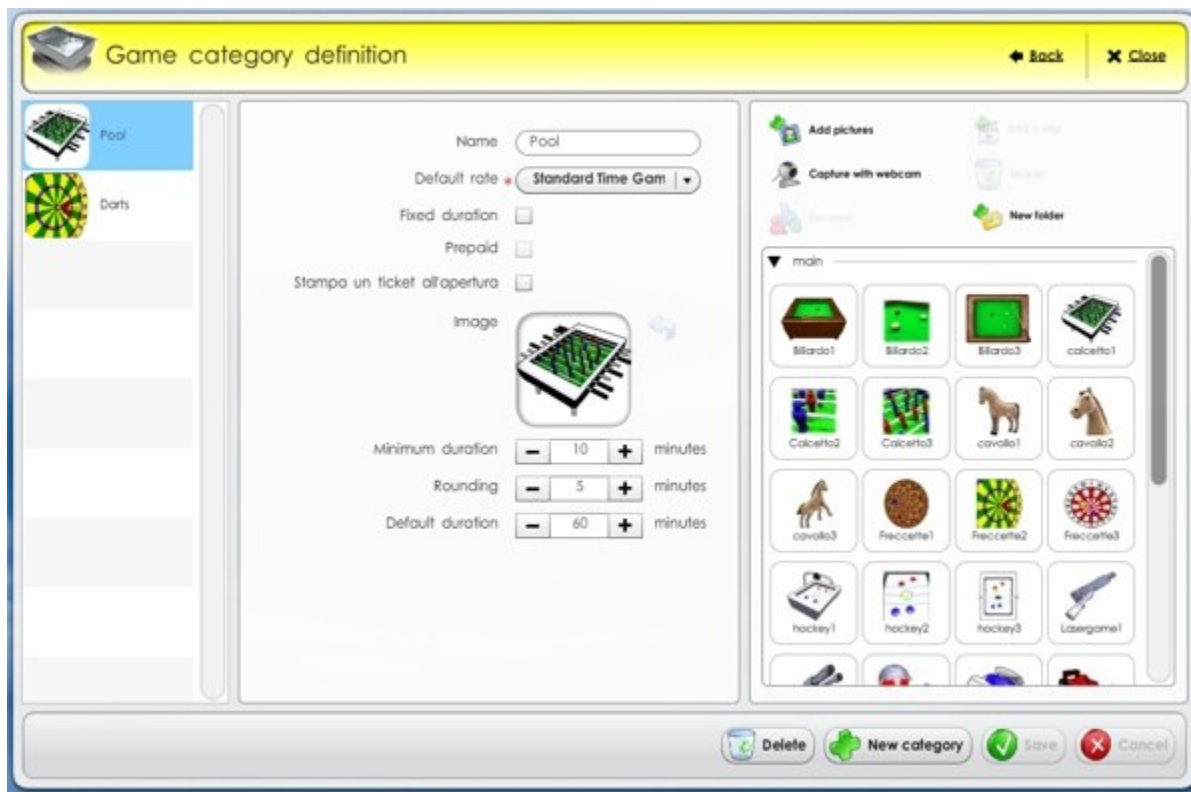 Game category definition
Back
Close
Pool
Darts
Name
Pool
Default rate *
Standard Time Gam
Fixed duration
Prepaid
Stampa un ticket all'apertura
Image
Minimum duration
10
minutes
Rounding
5
minutes
Default duration
60
minutes
Add pictures
Capture with webcam
New folder
main
Biliardo1
Biliardo2
Biliardo3
calcetto1
Calcetto2
Calcetto3
cavallo1
cavallo2
cavallo3
Freccette1
Freccette2
Freccette3
hockey1
hockey2
hockey3
Lasergame1
Delete
New category
Save
Cancel